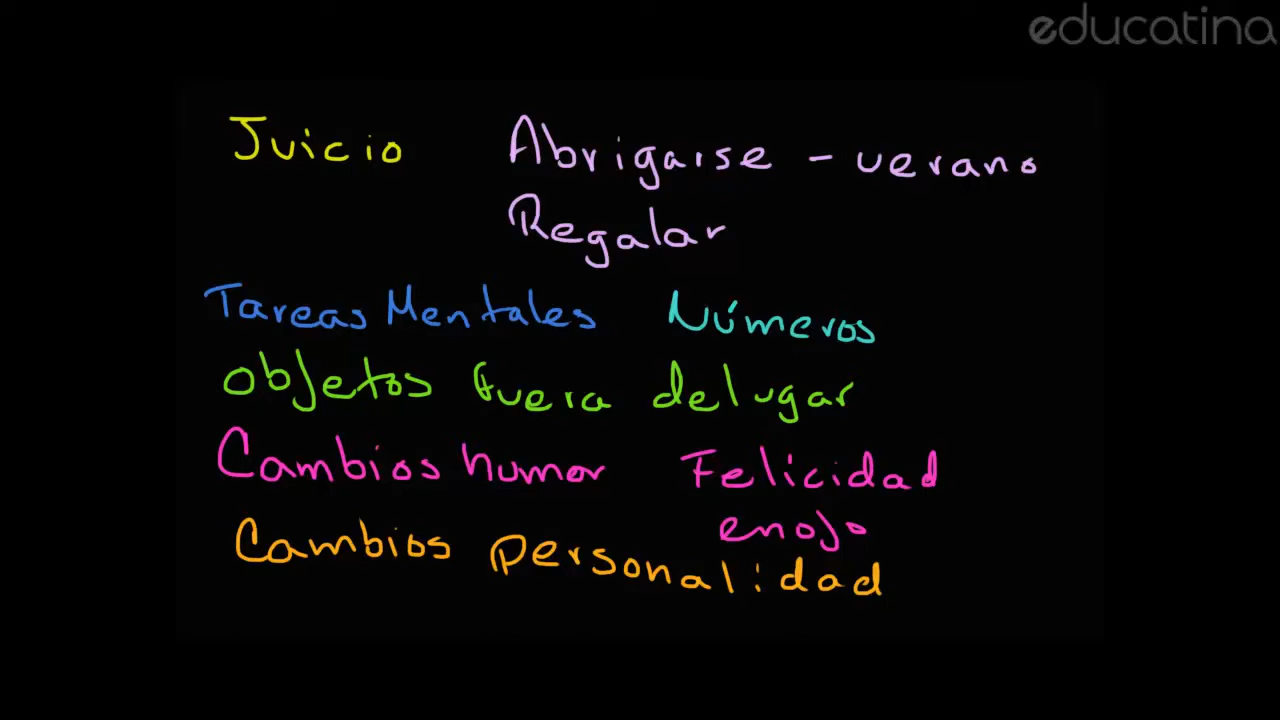 educatina
Juicio Abrigarse - verano
Regalar
Tareas Mentales Números
Objetos fuera del lugar
Cambios humor Felicidad
enojo
Cambios personalidad